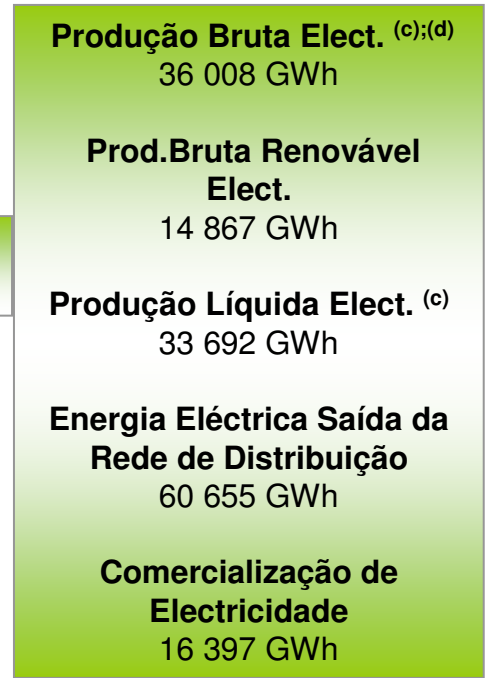 Produção Bruta Elect. (c);(d)
36 008 GWh
Prod.Bruta Renovável
Elect.
14 867 GWh
Produção Líquida Elect. (c)
33 692 GWh
Energia Eléctrica Saída da
Rede de Distribuição
60 655 GWh
Comercialização de
Electricidade
16 397 GWh